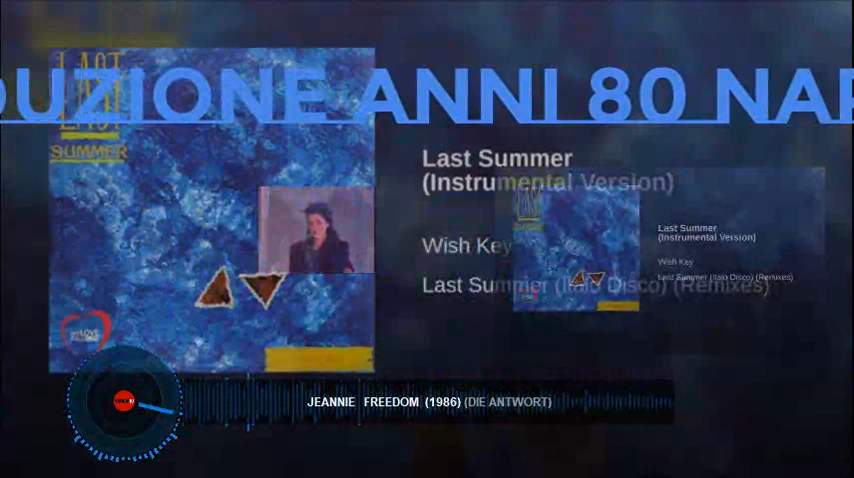 DUZIONE ANNI 80 NAP
LAST
SUMMER
Last Summer
(Instrumental Version)
Wish Key
Last Summer (Italo Disco) (Remixes)
SUMMER
Last Summer
(Instrumental Version)
Wish Key
Last Summer (Italo Disco) (Remixes)
JEANNIE FREEDOM (1986) (DIE ANTWORT)